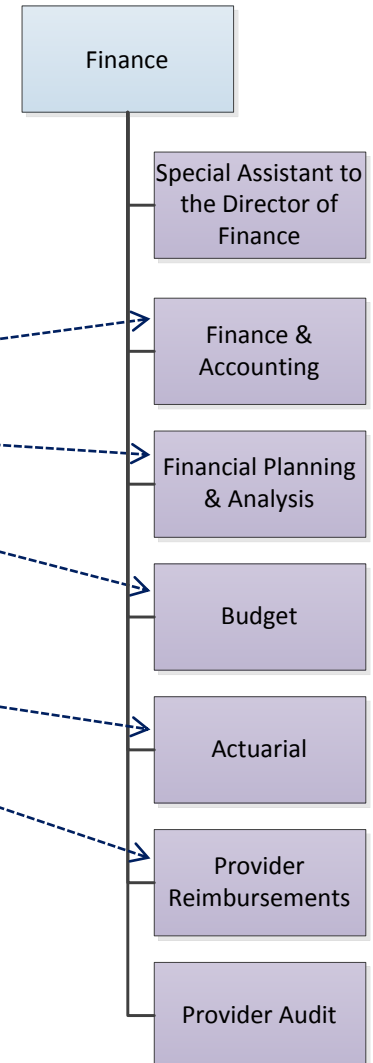 Finance
Special Assistant to
the Director of
Finance
Finance &
Accounting
Financial Planning
& Analysis
Budget
Actuarial
Provider
Reimbursements
Provider Audit